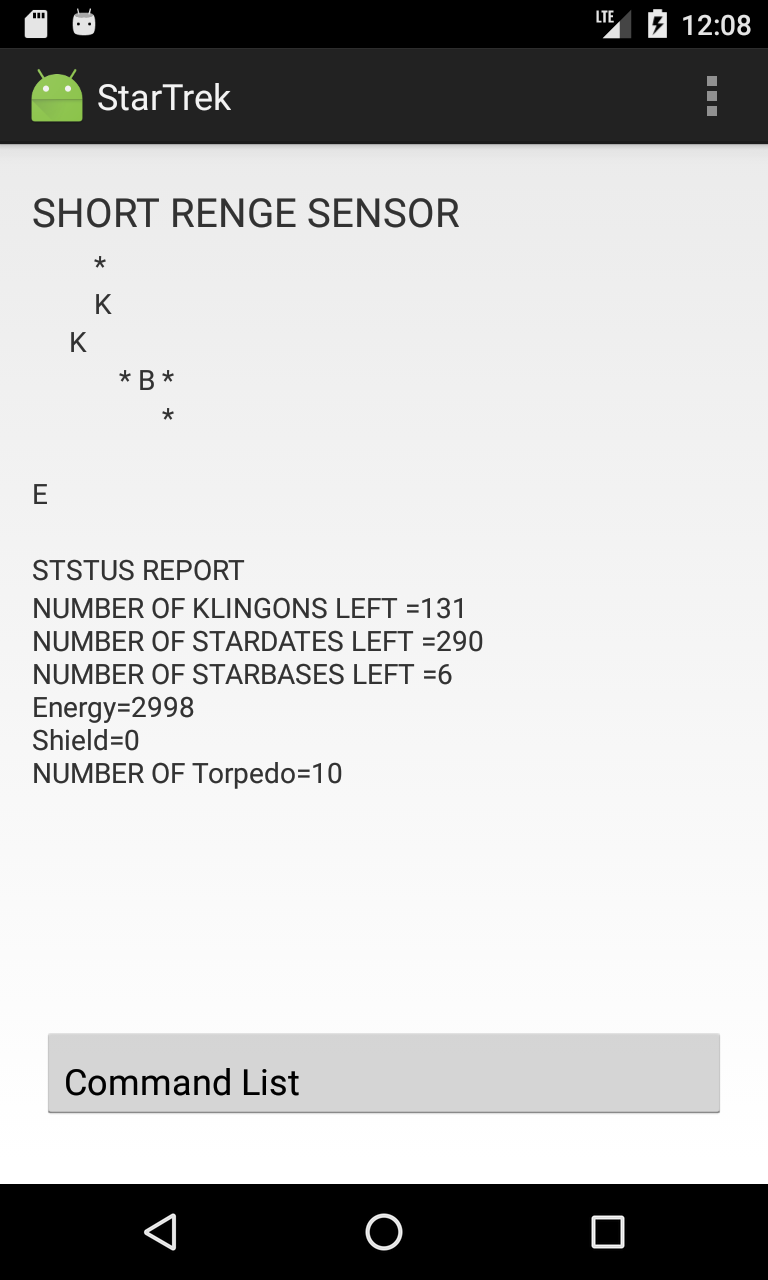 LTE 12:08
StarTrek
SHORT RENGE SENSOR
*
K
K
* B *
*
E
STSTUS REPORT
NUMBER OF KLINGONS LEFT =131
NUMBER OF STARDATES LEFT =290
NUMBER OF STARBASES LEFT =6
Energy=2998
Shield=0
NUMBER OF Torpedo=10
Command List